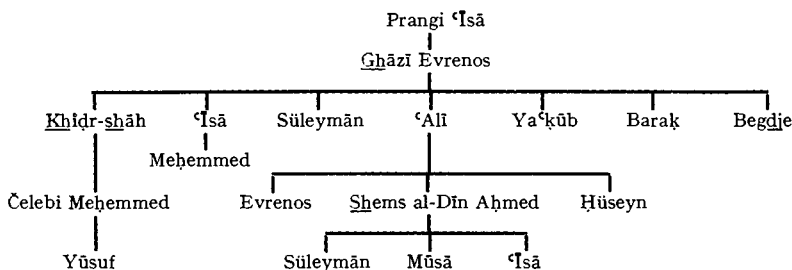 Prangi ʿĪsā
Ghāzī Evrenos
Khiḍr-shāh ʿĪsā Süleymān ʿAlī Yaʿḳūb Baraḳ Begdje
Meḥemmed
Čelebi Meḥemmed Evrenos Shems al-Dīn Aḥmed Ḥüseyn
Yūsuf Süleymān Mūsā ʿĪsā